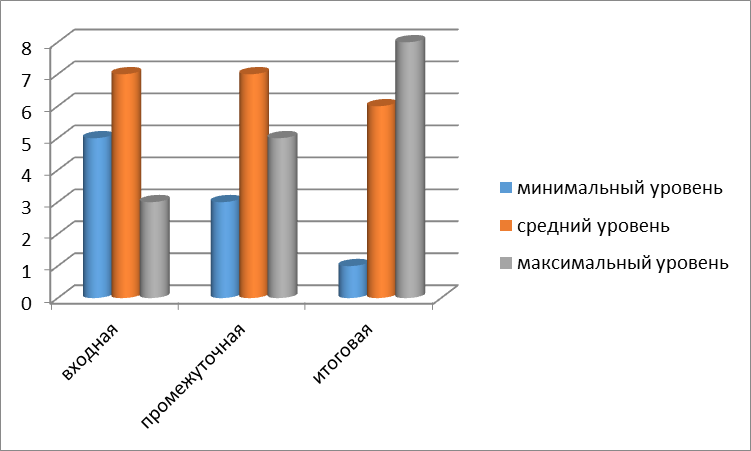 8
7
6
5
4
3
2
1
0
входная
промежуточная
итоговая
минимальный уровень
средний уровень
максимальный уровень